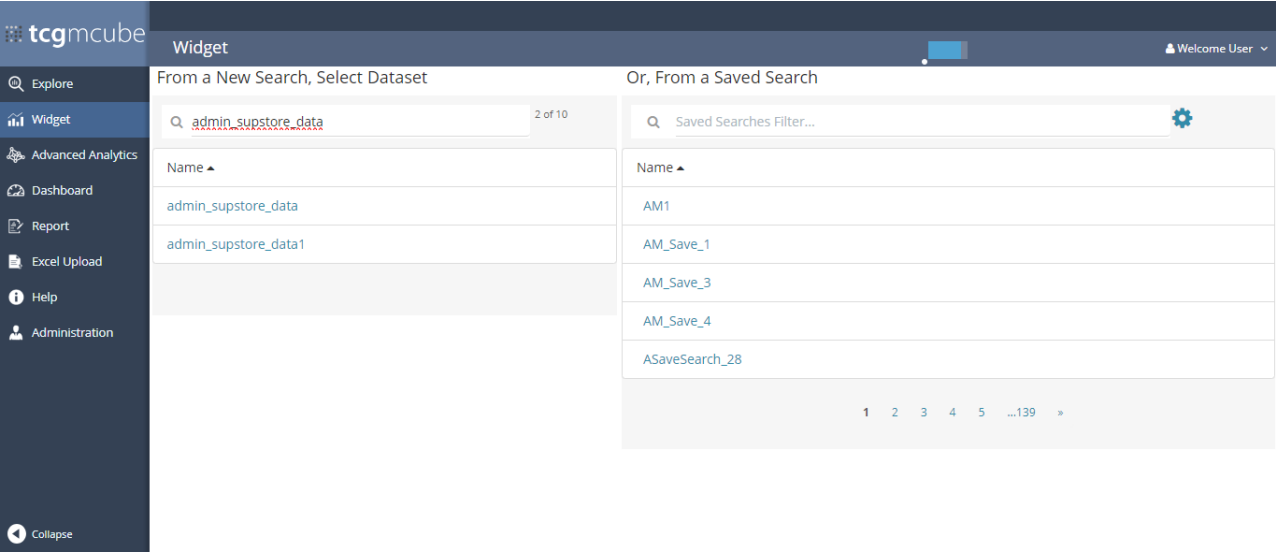 tcgmcube
Widget
Welcome User
Explore
Widget
Advanced Analytics
Dashboard
Report
Excel Upload
Help
Administration
Collapse
From a New Search, Select Dataset
admin_supstore_data
2 of 10
Name
admin_supstore_data
admin_supstore_data1
Or, From a Saved Search
Saved Searches Filter...
Name
AM1
AM_Save_1
AM_Save_3
AM_Save_4
ASaveSearch_28
1 2 3 4 5 ...139 »